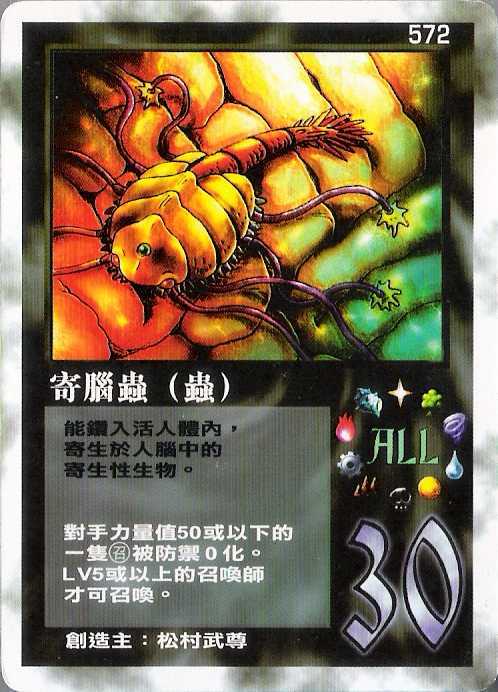 572
寄腦蟲（蟲）
能鑽入活人體內，
寄生於人腦中的
寄生性生物。
ALL
對手力量值50或以下的
一隻㊁被防禦０化。
LV5或以上的召喚師
才可召喚。
30
創造主：松村武尊